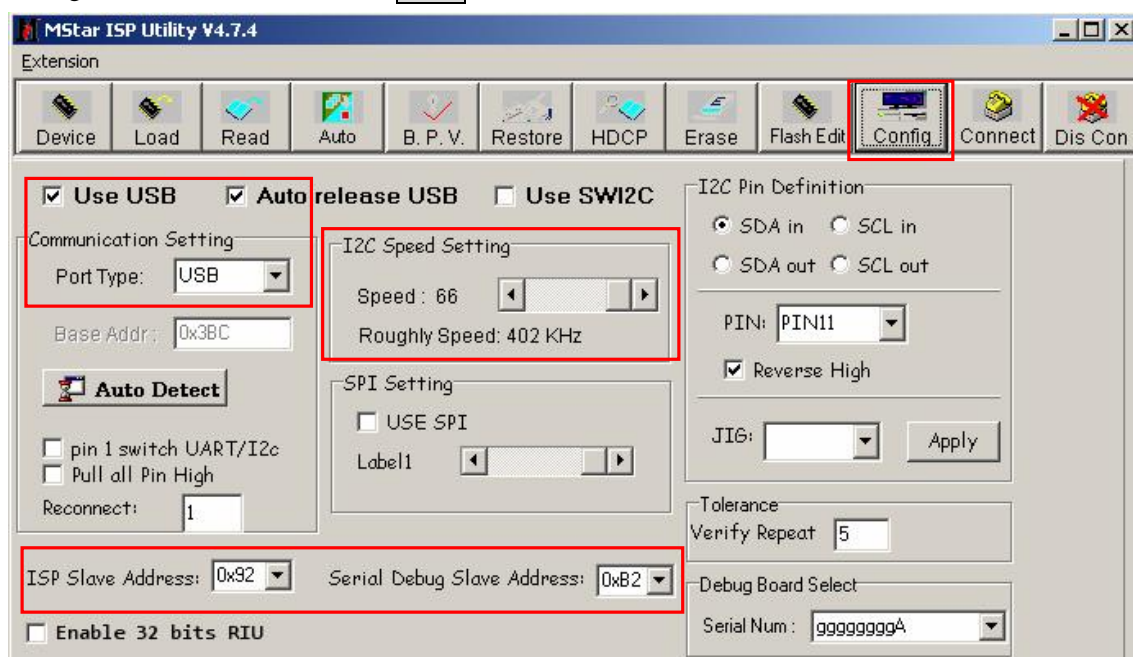 MStar ISP Utility V4.7.4
Extension
Device Load Read Auto B. P. V. Restore HDCP Erase Flash Edit Config Connect Dis Con
Use USB Auto release USB Use SWI2C
Communication Setting
Port Type: USB
Base Addr: 0x3BC
Auto Detect
pin 1 switch UART/I2c
Pull all Pin High
Reconnect: 1
I2C Speed Setting
Speed : 66
Roughly Speed: 402 KHz
SPI Setting
USE SPI
Label1
I2C Pin Definition
SDA in SCL in
SDA out SCL out
PIN: PIN11
Reverse High
JIG: Apply
Tolerance
Verify Repeat 5
ISP Slave Address: 0x92 Serial Debug Slave Address: 0xB2
Enable 32 bits RIU
Debug Board Select
Serial Num : ggggggggA